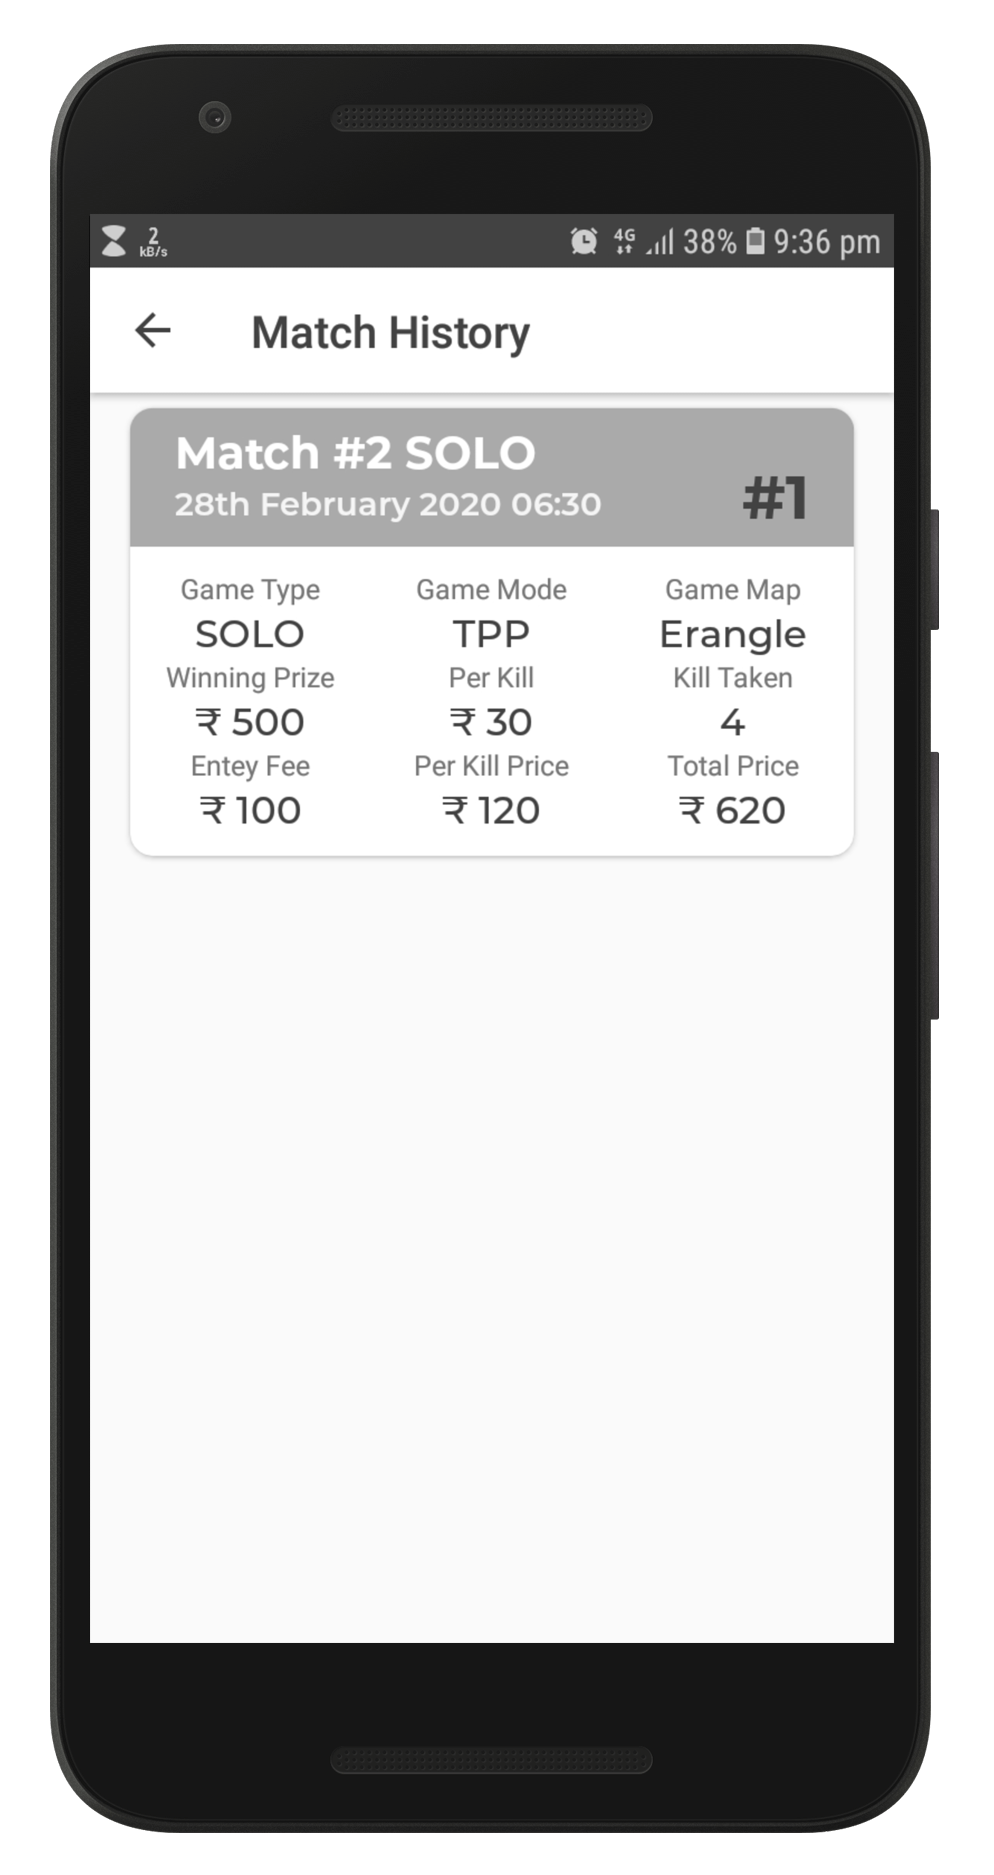 2
kB/s
4G 38% 9:36 pm
Match History
Match #2 SOLO
28th February 2020 06:30
#1
Game Type Game Mode Game Map
SOLO TPP Erangle
Winning Prize Per Kill Kill Taken
₹ 500 ₹ 30 4
Entey Fee Per Kill Price Total Price
₹ 100 ₹ 120 ₹ 620